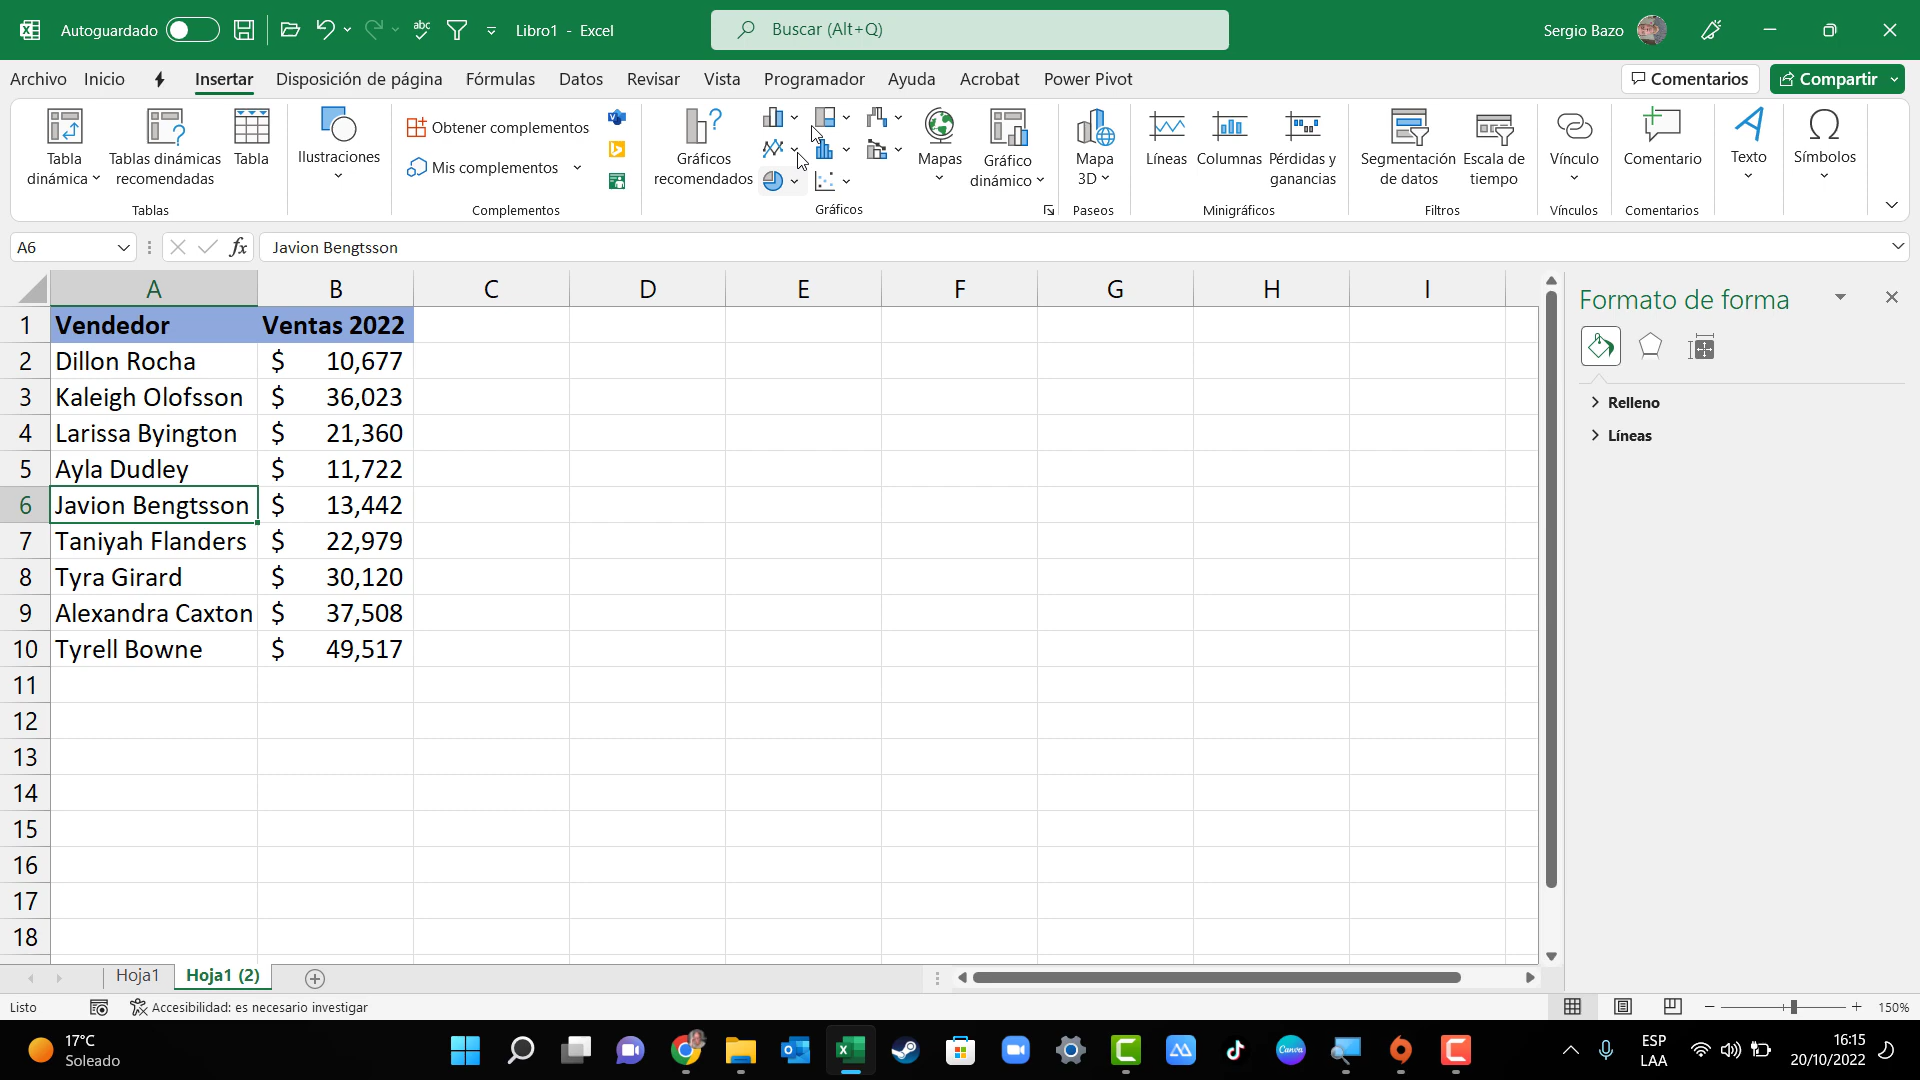 Autoguardado
abc
Libro1 - Excel
Buscar (Alt+Q)
Sergio Bazo
Archivo Inicio Insertar Disposición de página Fórmulas Datos Revisar Vista Programador Ayuda Acrobat Power Pivot
Comentarios Compartir
Tabla dinámica
Tablas dinámicas recomendadas
Tabla
Tablas
Ilustraciones
Obtener complementos
Mis complementos
Complementos
Gráficos recomendados
Mapas
Gráfico dinámico
Gráficos
Mapa 3D
Paseos
Líneas
Columnas
Pérdidas y ganancias
Minigráficos
Segmentación de datos
Escala de tiempo
Filtros
Vínculo
Vínculos
Comentario
Comentarios
Texto
Símbolos
A6 fx Javion Bengtsson
A B C D E F G H I
1 Vendedor Ventas 2022
2 Dillon Rocha $ 10,677
3 Kaleigh Olofsson $ 36,023
4 Larissa Byington $ 21,360
5 Ayla Dudley $ 11,722
6 Javion Bengtsson $ 13,442
7 Taniyah Flanders $ 22,979
8 Tyra Girard $ 30,120
9 Alexandra Caxton $ 37,508
10 Tyrell Bowne $ 49,517
11
12
13
14
15
16
17
18
Formato de forma
Relleno
Líneas
Hoja1 Hoja1 (2)
Listo Accesibilidad: es necesario investigar 150%
17°C
Soleado
Canva
ESP
LAA
16:15
20/10/2022